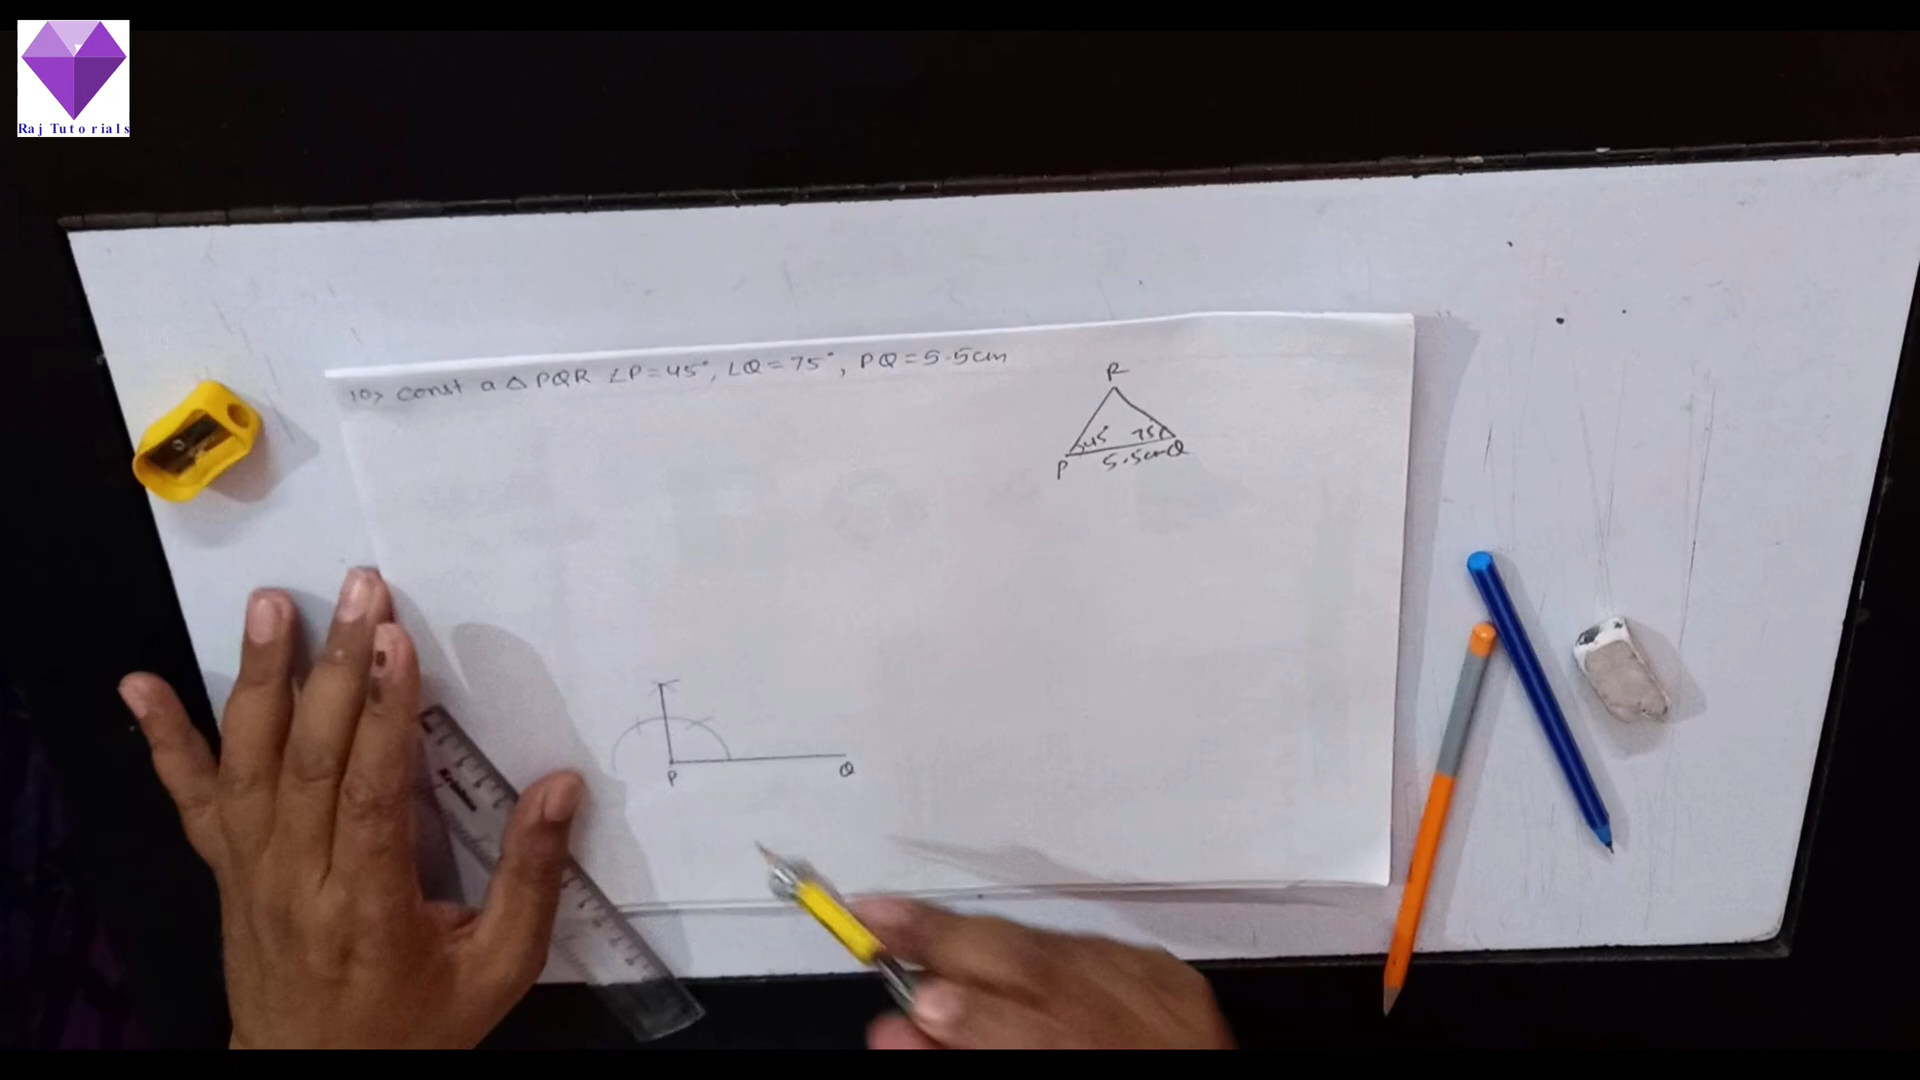 Raj Tutorials
10> const a △ PQR ∠P=45°, ∠Q=75°, PQ=5.5cm
R
45° 75°
P 5.5cm Q
P Q